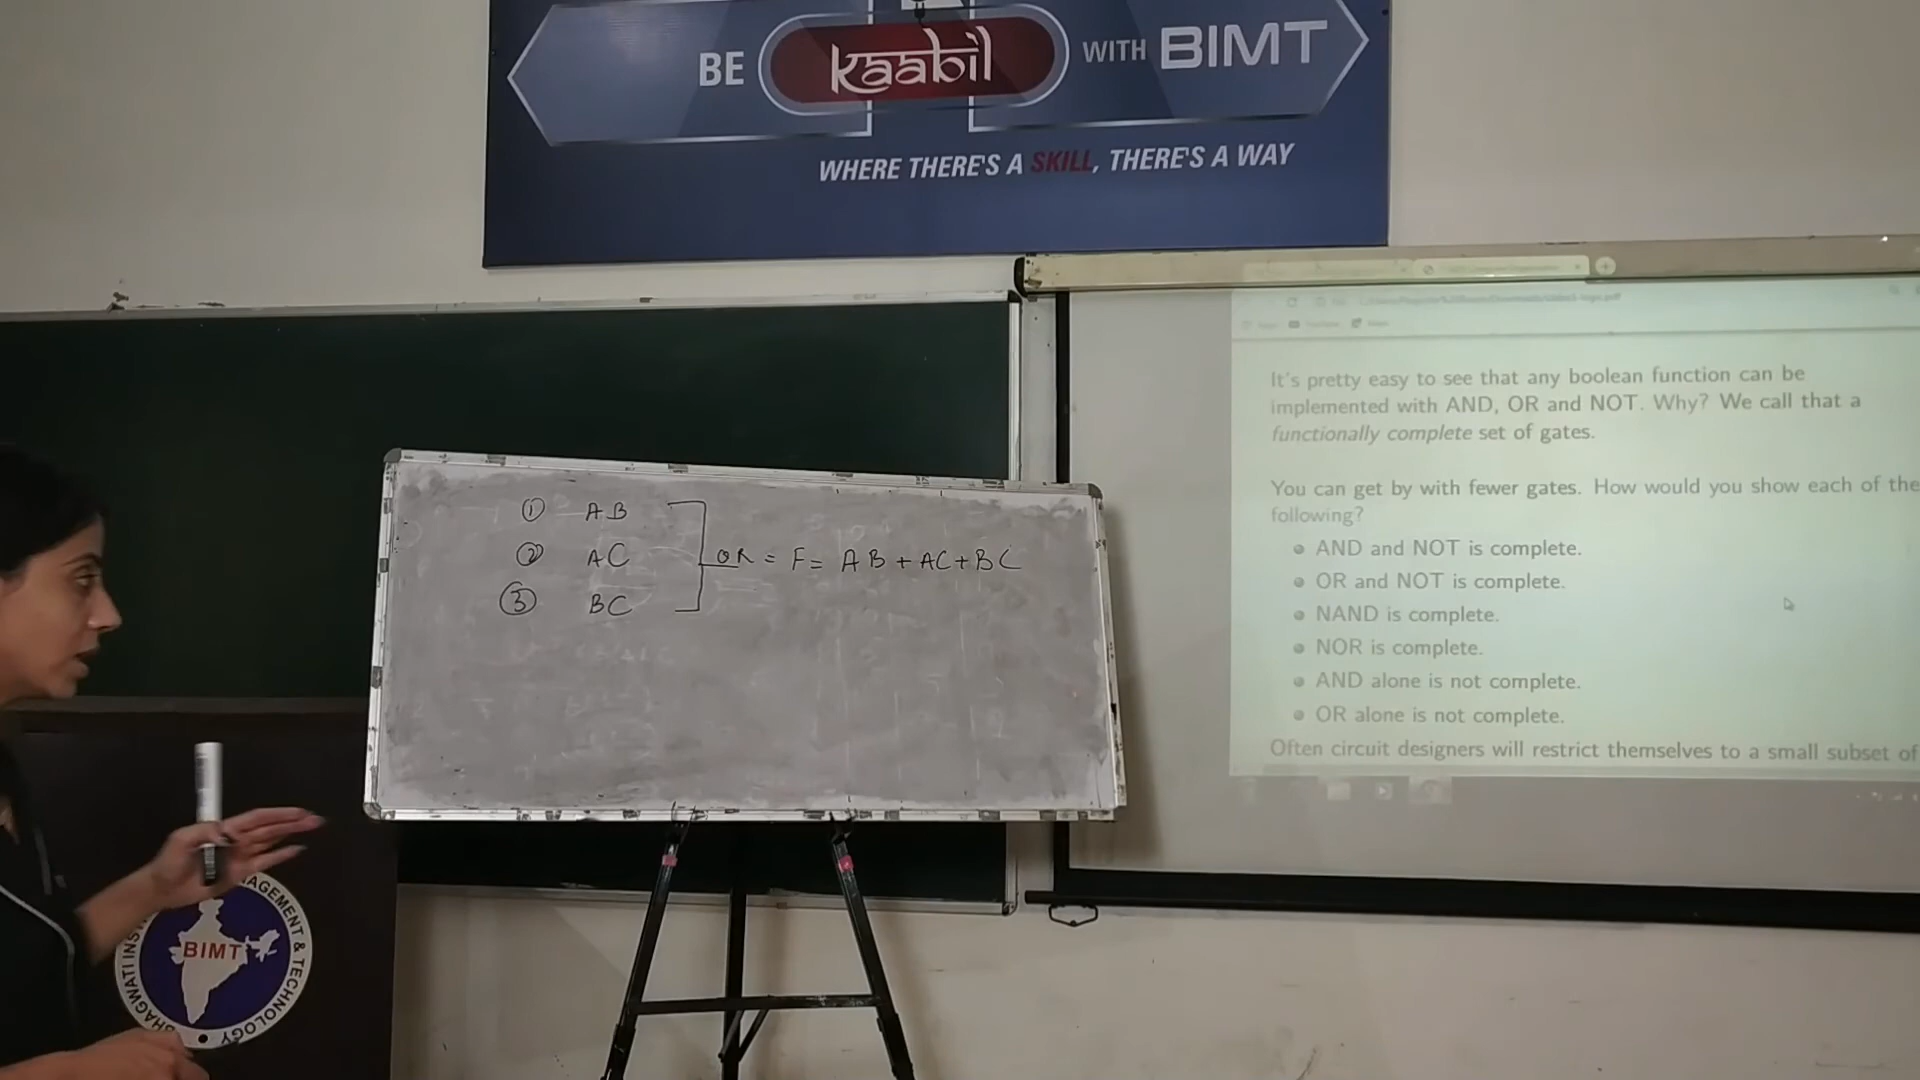 BE kaabil WITH BIMT
WHERE THERE'S A SKILL, THERE'S A WAY
① AB
② AC
③ BC
OR = F = AB + AC + BC
It's pretty easy to see that any boolean function can be
implemented with AND, OR and NOT. Why? We call that a
functionally complete set of gates.
You can get by with fewer gates. How would you show each of the
following?
AND and NOT is complete.
OR and NOT is complete.
NAND is complete.
NOR is complete.
AND alone is not complete.
OR alone is not complete.
Often circuit designers will restrict themselves to a small subset of
BIMT
BHAGWATI INS
AGEMENT & TECHNOLOGY